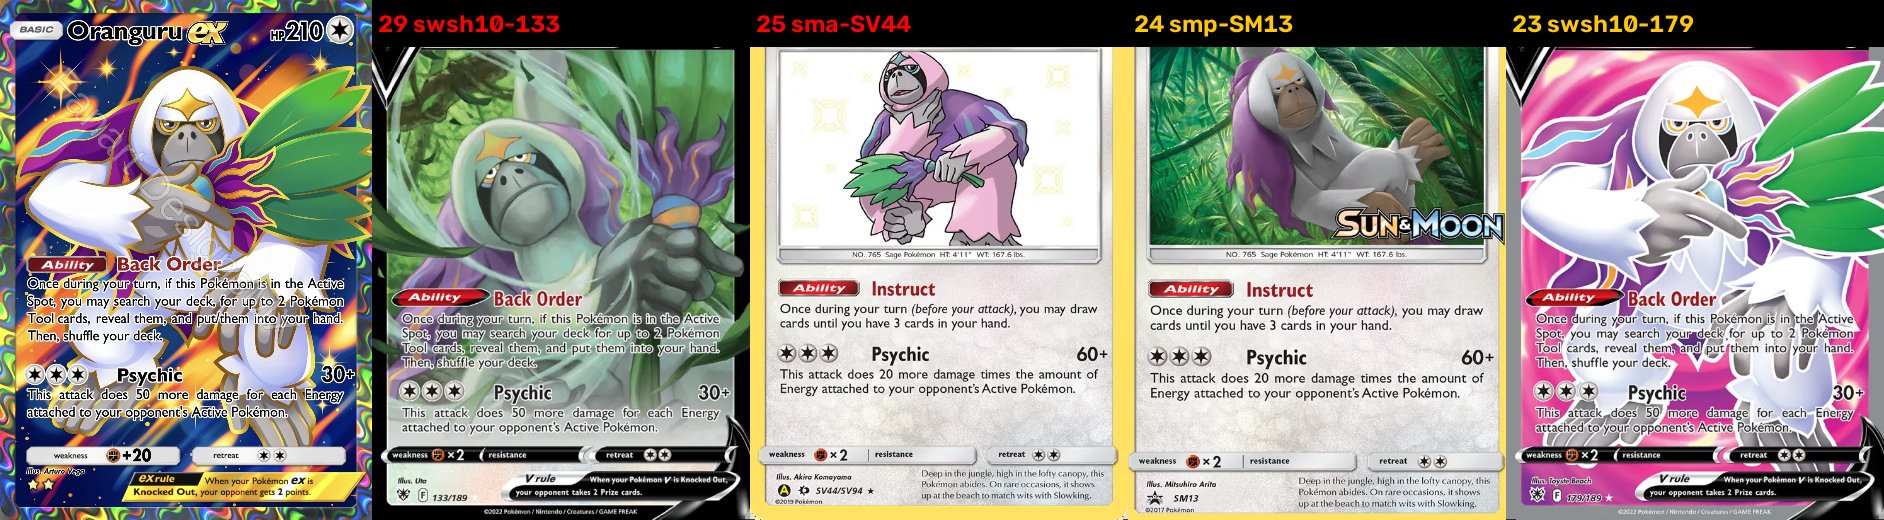 BASIC Oranguru ex HP 210
Ability Back Order
Once during your turn, if this Pokémon is in the Active
Spot, you may search your deck, for up to 2 Pokémon
Tool cards, reveal them, and put them into your hand.
Then, shuffle your deck.
Psychic 30+
This attack does 50 more damage for each Energy
attached to your opponent's Active Pokémon.
weakness +20 retreat
Illus. Arturo Vega
ex rule When your Pokémon ex is
Knocked Out, your opponent gets 2 points.
29 swsh10-133
Ability Back Order
Once during your turn, if this Pokémon is in the Active
Spot, you may search your deck for up to 2 Pokémon
Tool cards, reveal them, and put them into your hand.
Then, shuffle your deck.
Psychic 30+
This attack does 50 more damage for each Energy
attached to your opponent's Active Pokémon.
weakness ×2 resistance retreat
Illus. Uta
F 133/189
V rule When your Pokémon V is Knocked Out,
your opponent takes 2 Prize cards.
©2022 Pokémon / Nintendo / Creatures / GAME FREAK
25 sma-SV44
NO. 765 Sage Pokémon HT: 4'11" WT: 167.6 lbs.
Ability Instruct
Once during your turn (before your attack), you may draw
cards until you have 3 cards in your hand.
Psychic 60+
This attack does 20 more damage times the amount of
Energy attached to your opponent's Active Pokémon.
weakness ×2 resistance retreat
Illus. Akira Komayama
A SV44/SV94 ★
©2019 Pokémon
Deep in the jungle, high in the lofty canopy, this
Pokémon abides. On rare occasions, it shows
up at the beach to match wits with Slowking.
24 smp-SM13
SUN & MOON
NO. 765 Sage Pokémon HT: 4'11" WT: 167.6 lbs.
Ability Instruct
Once during your turn (before your attack), you may draw
cards until you have 3 cards in your hand.
Psychic 60+
This attack does 20 more damage times the amount of
Energy attached to your opponent's Active Pokémon.
weakness ×2 resistance retreat
Illus. Mitsuhiro Arita
SM13
©2017 Pokémon
Deep in the jungle, high in the lofty canopy, this
Pokémon abides. On rare occasions, it shows
up at the beach to match wits with Slowking.
23 swsh10-179
Ability Back Order
Once during your turn, if this Pokémon is in the Active
Spot, you may search your deck for up to 2 Pokémon
Tool cards, reveal them, and put them into your hand.
Then, shuffle your deck.
Psychic 30+
This attack does 50 more damage for each Energy
attached to your opponent's Active Pokémon.
weakness ×2 resistance retreat
Illus. Toyste Beach
F 179/189 ★
V rule When your Pokémon V is Knocked Out,
your opponent takes 2 Prize cards.
©2022 Pokémon / Nintendo / Creatures / GAME FREAK